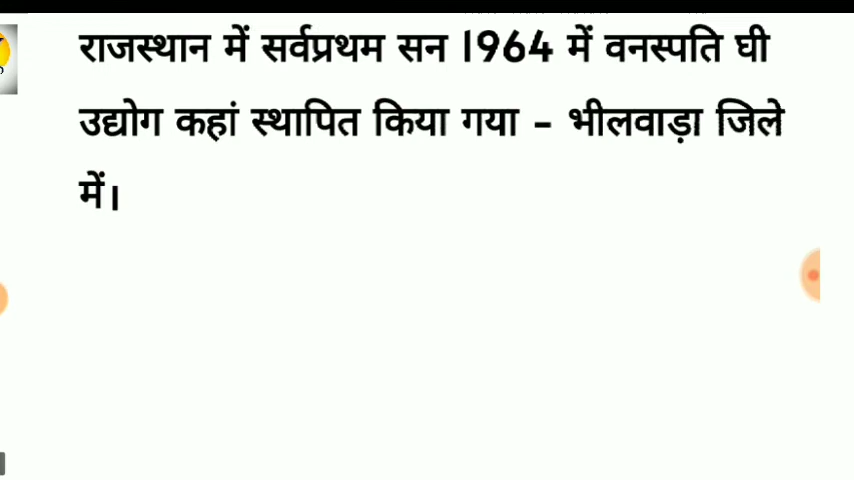 राजस्थान में सर्वप्रथम सन 1964 में वनस्पति घी
उद्योग कहां स्थापित किया गया - भीलवाड़ा जिले
में।